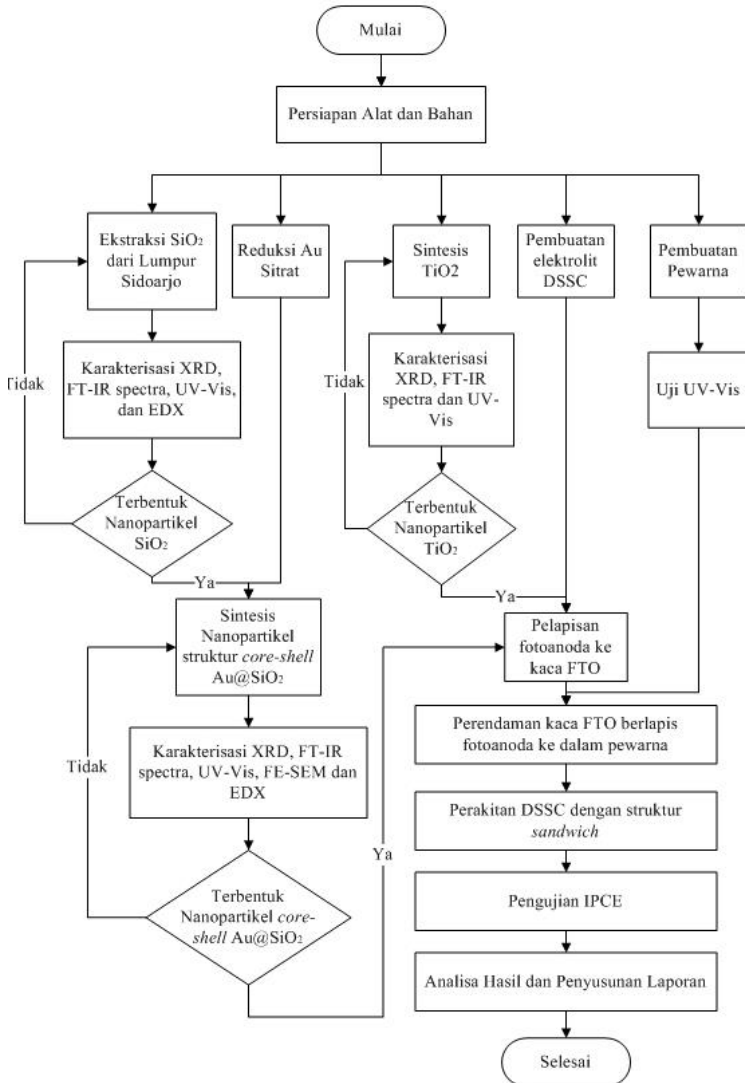 Mulai
Persiapan Alat dan Bahan
Ekstraksi SiO₂
dari Lumpur
Sidoarjo
Reduksi Au
Sitrat
Sintesis
TiO2
Pembuatan
elektrolit
DSSC
Pembuatan
Pewarna
Tidak
Karakterisasi XRD,
FT-IR spectra, UV-Vis,
dan EDX
Tidak
Karakterisasi
XRD, FT-IR
spectra dan UV-
Vis
Uji UV-Vis
Terbentuk
Nanopartikel
SiO₂
Terbentuk
Nanopartikel
TiO₂
Ya
Ya
Sintesis
Nanopartikel
struktur core-shell
Au@SiO₂
Pelapisan
fotoanoda ke
kaca FTO
Tidak
Karakterisasi XRD, FT-IR
spectra, UV-Vis, FE-SEM dan
EDX
Perendaman kaca FTO berlapis
fotoanoda ke dalam pewarna
Perakitan DSSC dengan struktur
sandwich
Ya
Terbentuk
Nanopartikel core-
shell Au@SiO₂
Pengujian IPCE
Analisa Hasil dan Penyusunan Laporan
Selesai